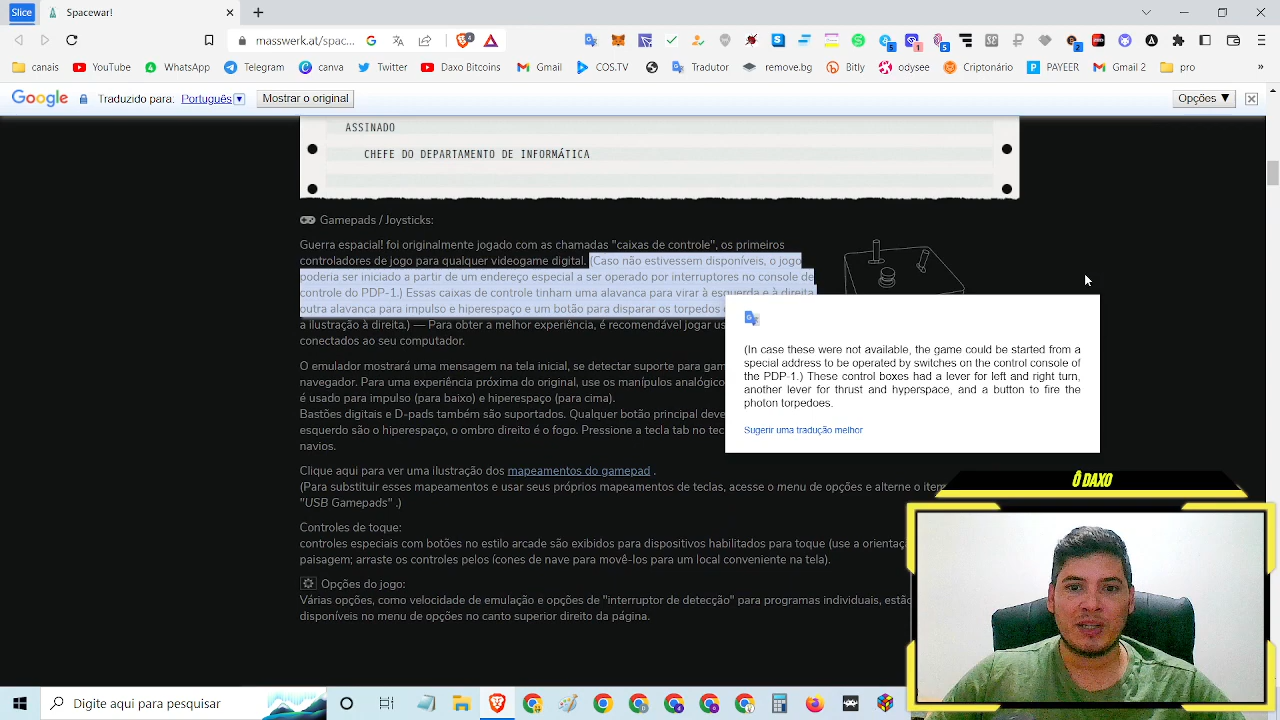 Slice
Spacewar!
masswerk.at/spac...
4
5
1
5
2
canais
YouTube
WhatsApp
Telegram
canva
Twitter
Daxo Bitcoins
Gmail
COS.TV
Tradutor
remove.bg
Bitly
odysee
Criptonário
PAYEER
Gmail 2
pro
»
Google
Traduzido para: Português
Mostrar o original
Opções ▼
ASSINADO
CHEFE DO DEPARTAMENTO DE INFORMÁTICA
Gamepads / Joysticks:
Guerra espacial! foi originalmente jogado com as chamadas "caixas de controle", os primeiros
controladores de jogo para qualquer videogame digital. (Caso não estivessem disponíveis, o jogo
poderia ser iniciado a partir de um endereço especial a ser operado por interruptores no console de
controle do PDP-1.) Essas caixas de controle tinham uma alavanca para virar à esquerda e à direita
outra alavanca para impulso e hiperespaço e um botão para disparar os torpedos
a ilustração à direita.) — Para obter a melhor experiência, é recomendável jogar us
conectados ao seu computador.
O emulador mostrará uma mensagem na tela inicial, se detectar suporte para gam
navegador. Para uma experiência próxima do original, use os manípulos analógico
é usado para impulso (para baixo) e hiperespaço (para cima).
Bastões digitais e D-pads também são suportados. Qualquer botão principal deve
esquerdo são o hiperespaço, o ombro direito é o fogo. Pressione a tecla tab no tec
navios.
Clique aqui para ver uma ilustração dos mapeamentos do gamepad .
(Para substituir esses mapeamentos e usar seus próprios mapeamentos de teclas, acesse o menu de opções e alterne o item
"USB Gamepads" .)
Controles de toque:
controles especiais com botões no estilo arcade são exibidos para dispositivos habilitados para toque (use a orientaç
paisagem; arraste os controles pelos ícones de nave para movê-los para um local conveniente na tela).
Opções do jogo:
Várias opções, como velocidade de emulação e opções de "interruptor de detecção" para programas individuais, estão
disponíveis no menu de opções no canto superior direito da página.
(In case these were not available, the game could be started from a
special address to be operated by switches on the control console of
the PDP-1.) These control boxes had a lever for left and right turn,
another lever for thrust and hyperspace, and a button to fire the
photon torpedoes.
Sugerir uma tradução melhor
Ô DAXO
Digite aqui para pesquisar